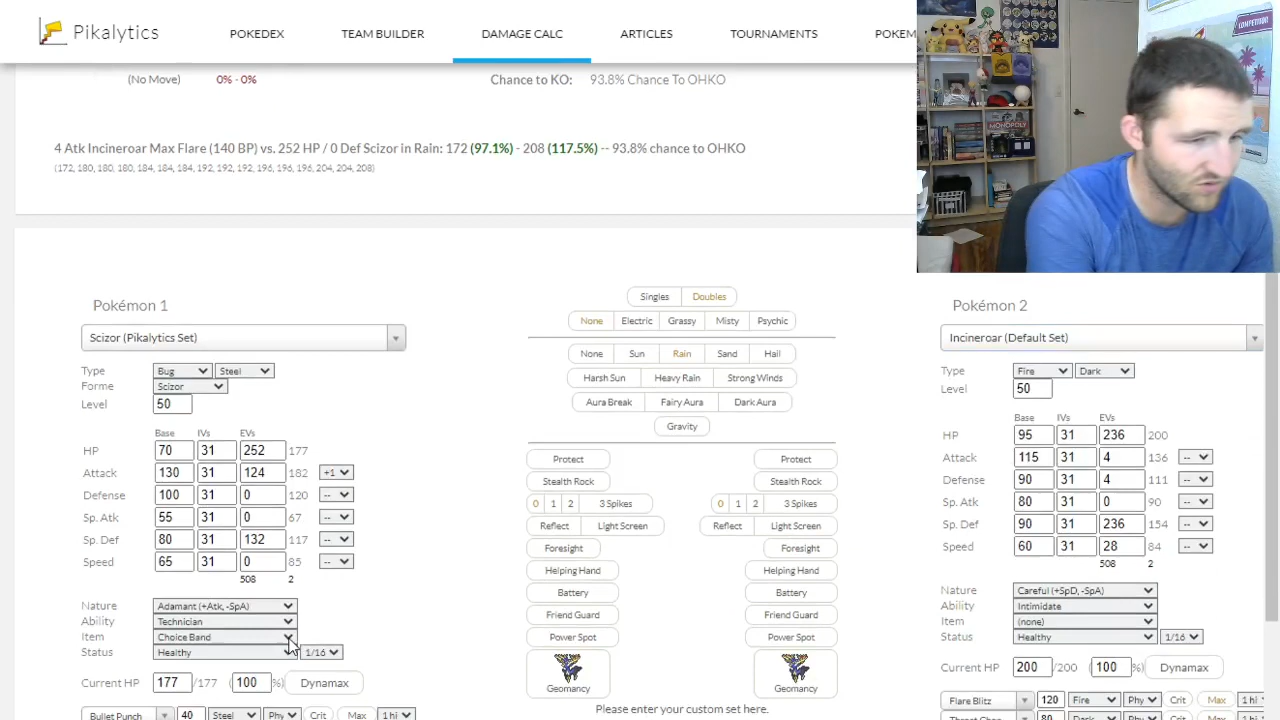 Pikalytics
POKEDEX
TEAM BUILDER
DAMAGE CALC
ARTICLES
TOURNAMENTS
POKEM
(No Move)
0% - 0%
Chance to KO:
93.8% Chance To OHKO
4 Atk Incineroar Max Flare (140 BP) vs. 252 HP / 0 Def Scizor in Rain: 172 (97.1%) - 208 (117.5%) -- 93.8% chance to OHKO
(172, 180, 180, 180, 184, 184, 184, 192, 192, 192, 196, 196, 196, 204, 204, 208)
MONOPOLY
COMPETITION
Pokémon 1
Scizor (Pikalytics Set)
Type Bug Steel
Forme Scizor
Level 50
Base IVs EVs
HP 70 31 252 177
Attack 130 31 124 182 +1
Defense 100 31 0 120 --
Sp. Atk 55 31 0 67 --
Sp. Def 80 31 132 117 --
Speed 65 31 0 85 --
508 2
Nature Adamant (+Atk, -SpA)
Ability Technician
Item Choice Band
Status Healthy 1/16
Current HP 177 /177 (100 %) Dynamax
Bullet Punch 40 Steel Phy Crit Max 1 hi
Singles Doubles
None Electric Grassy Misty Psychic
None Sun Rain Sand Hail
Harsh Sun Heavy Rain Strong Winds
Aura Break Fairy Aura Dark Aura
Gravity
Protect Protect
Stealth Rock Stealth Rock
0 1 2 3 Spikes 0 1 2 3 Spikes
Reflect Light Screen Reflect Light Screen
Foresight Foresight
Helping Hand Helping Hand
Battery Battery
Friend Guard Friend Guard
Power Spot Power Spot
Geomancy Geomancy
Please enter your custom set here.
Pokémon 2
Incineroar (Default Set)
Type Fire Dark
Level 50
Base IVs EVs
HP 95 31 236 200
Attack 115 31 4 136 --
Defense 90 31 4 111 --
Sp. Atk 80 31 0 90 --
Sp. Def 90 31 236 154 --
Speed 60 31 28 84 --
508 2
Nature Careful (+SpD, -SpA)
Ability Intimidate
Item (none)
Status Healthy 1/16
Current HP 200 /200 (100 %) Dynamax
Flare Blitz 120 Fire Phy Crit Max 1 hi